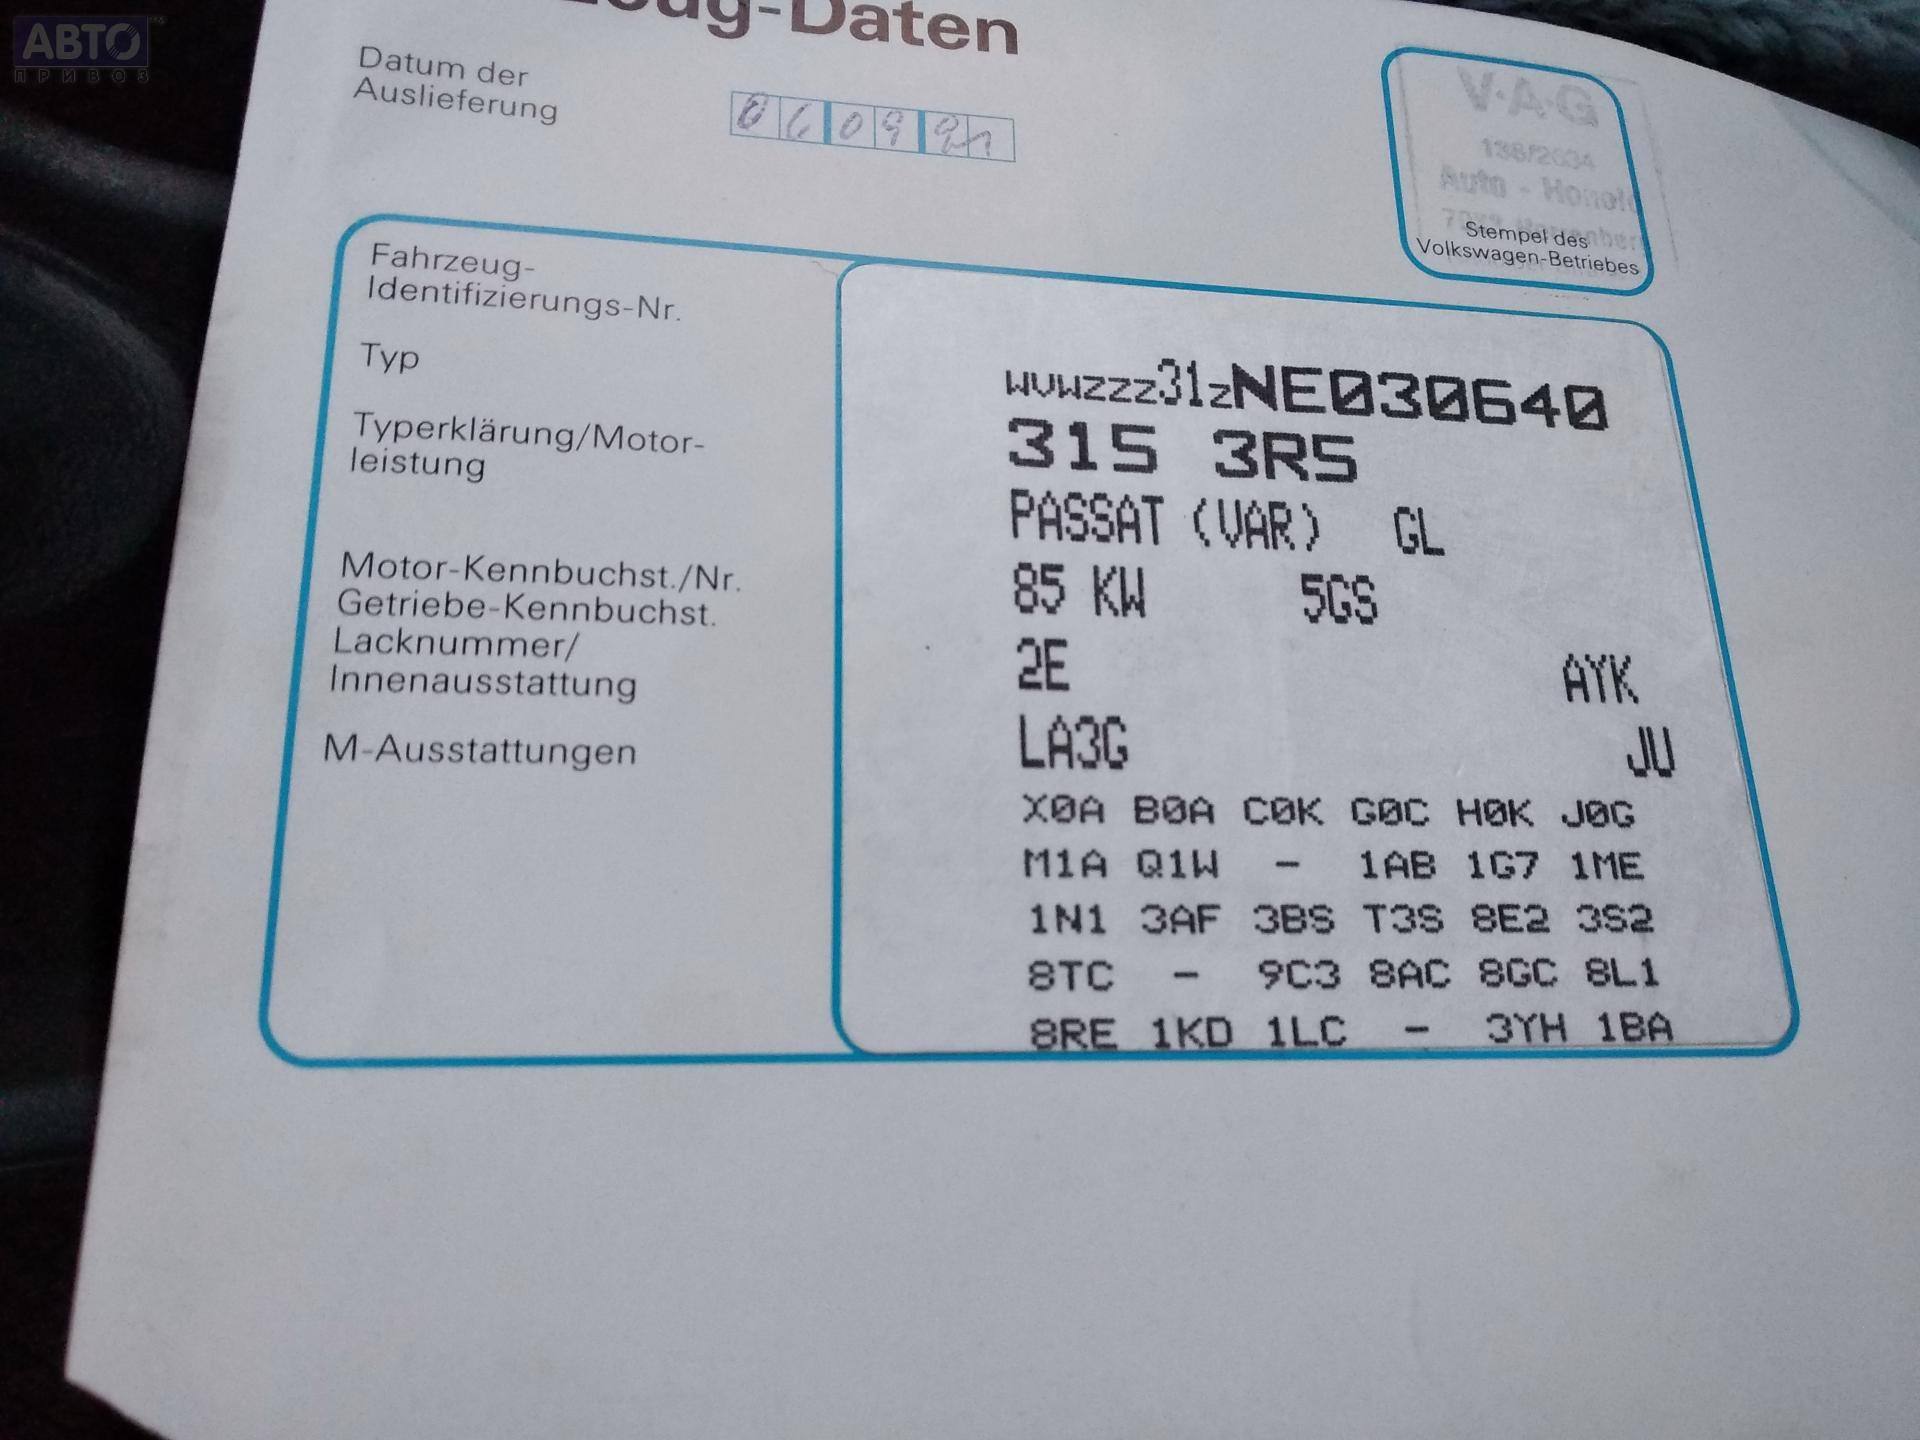 АВТО
ПРИВОЗ
-Daten
Datum der
Auslieferung
060991
V·A·G
Auto - Honold
Stempel des
Volkswagen-Betriebes
Fahrzeug-
Identifizierungs-Nr.
WVWZZZ31ZNE030640
Typ
315 3R5
Typerklärung/Motor-
leistung
PASSAT (VAR) GL
85 KW 5GS
Motor-Kennbuchst./Nr.
Getriebe-Kennbuchst.
2E AYK
Lacknummer/
Innenausstattung
LA3G JU
M-Ausstattungen
X0A B0A C0K G0C H0K J0G
M1A Q1W - 1AB 1G7 1ME
1N1 3AF 3BS T3S 8E2 3S2
8TC - 9C3 8AC 8GC 8L1
8RE 1KD 1LC - 3YH 1BA